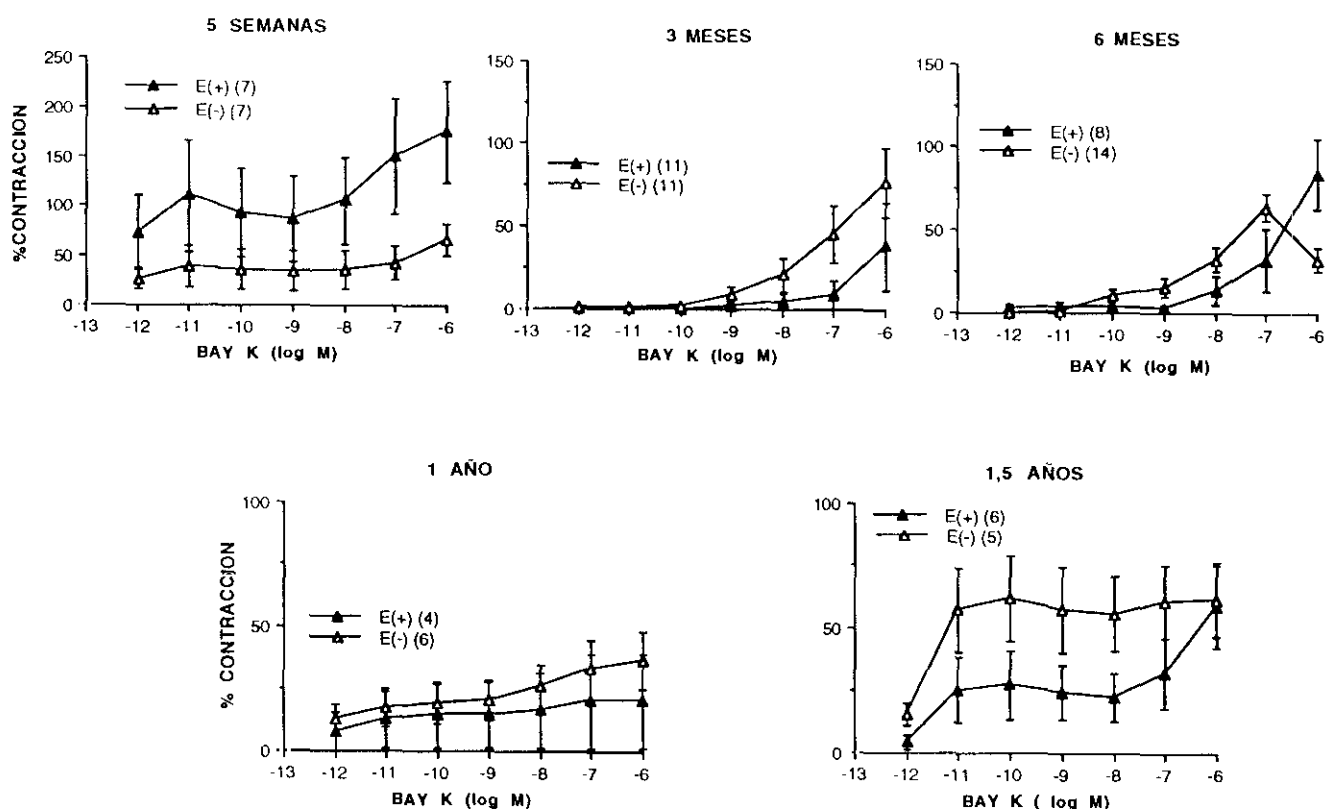 5 SEMANAS
%CONTRACCION
250
200
150
100
50
0
E(+) (7)
E(-) (7)
-13 -12 -11 -10 -9 -8 -7 -6
BAY K (log M)
3 MESES
150
100
50
0
E(+) (11)
E(-) (11)
-13 -12 -11 -10 -9 -8 -7 -6
BAY K (log M)
6 MESES
150
100
50
0
E(+) (8)
E(-) (14)
-13 -12 -11 -10 -9 -8 -7 -6
BAY K (log M)
1 AÑO
% CONTRACCION
100
50
0
E(+) (4)
E(-) (6)
-13 -12 -11 -10 -9 -8 -7 -6
BAY K (log M)
1,5 AÑOS
100
50
0
E(+) (6)
E(-) (5)
-13 -12 -11 -10 -9 -8 -7 -6
BAY K ( log M)